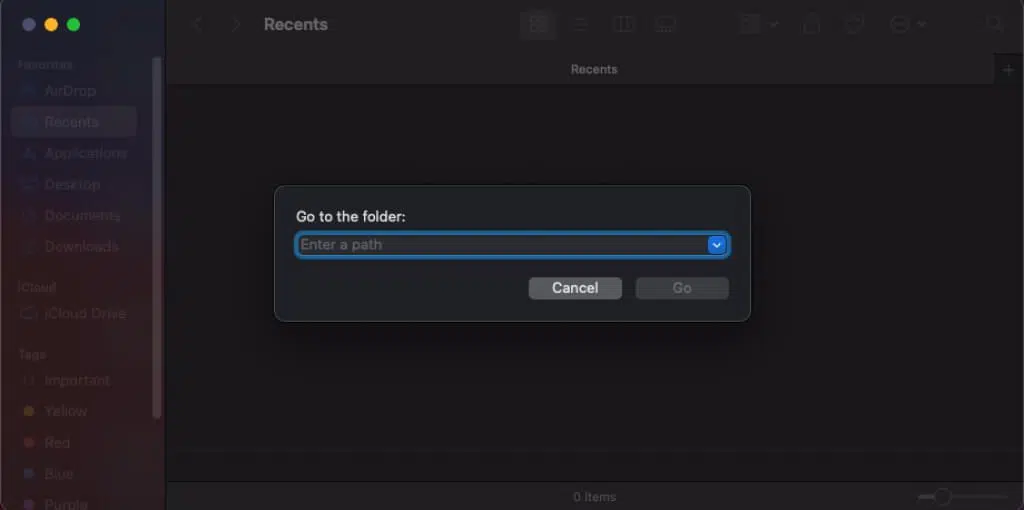 Recents
Recents
Favorites
AirDrop
Recents
Applications
Desktop
Documents
Downloads
iCloud
iCloud Drive
Tags
Important
Yellow
Red
Blue
Purple
Go to the folder:
Enter a path
Cancel
Go
0 items